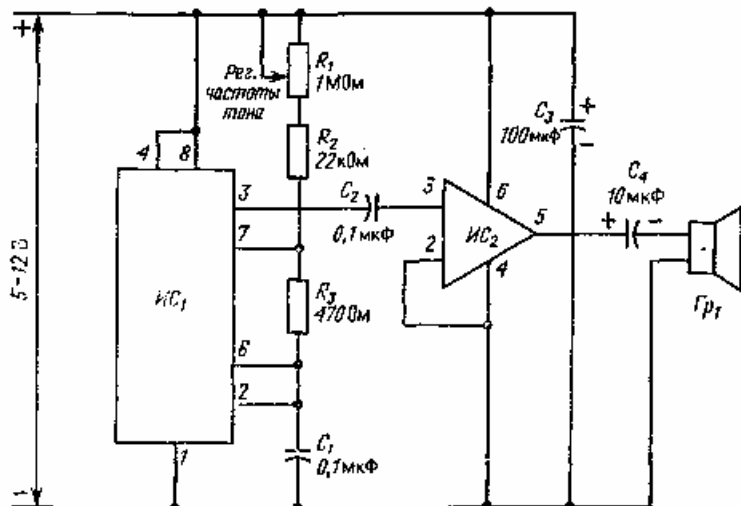 +
5-12 В
−
Рег.
частоты
тона
R₁
1МОм
R₂
22кОм
4
8
3
7
ИС₁
6
2
1
R₃
470Ом
C₁
0,1мкФ
C₂
0,1мкФ
3
2
ИС₂
6
5
4
C₃
100мкФ
+
−
C₄
10мкФ
+
−
Гр₁